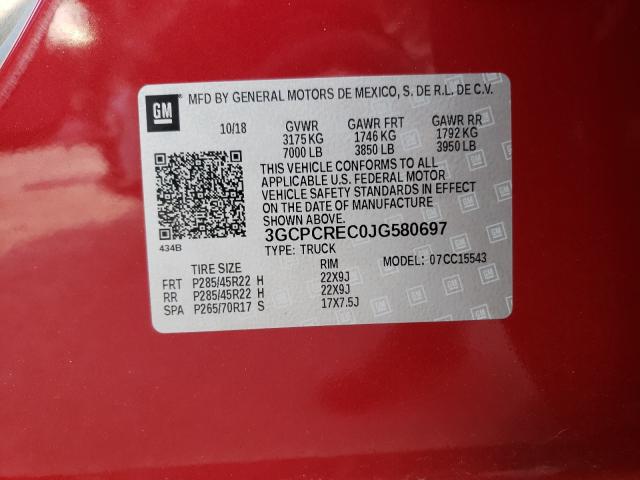 GM MFD BY GENERAL MOTORS DE MEXICO, S. DE R.L. DE C.V.
10/18 GVWR GAWR FRT GAWR RR
3175 KG 1746 KG 1792 KG
7000 LB 3850 LB 3950 LB
THIS VEHICLE CONFORMS TO ALL
APPLICABLE U.S. FEDERAL MOTOR
VEHICLE SAFETY STANDARDS IN EFFECT
ON THE DATE OF MANUFACTURE
SHOWN ABOVE.
434B 3GCPCREC0JG580697
TYPE: TRUCK MODEL: 07CC15543
TIRE SIZE RIM
FRT P285/45R22 H 22X9J
RR P285/45R22 H 22X9J
SPA P265/70R17 S 17X7.5J